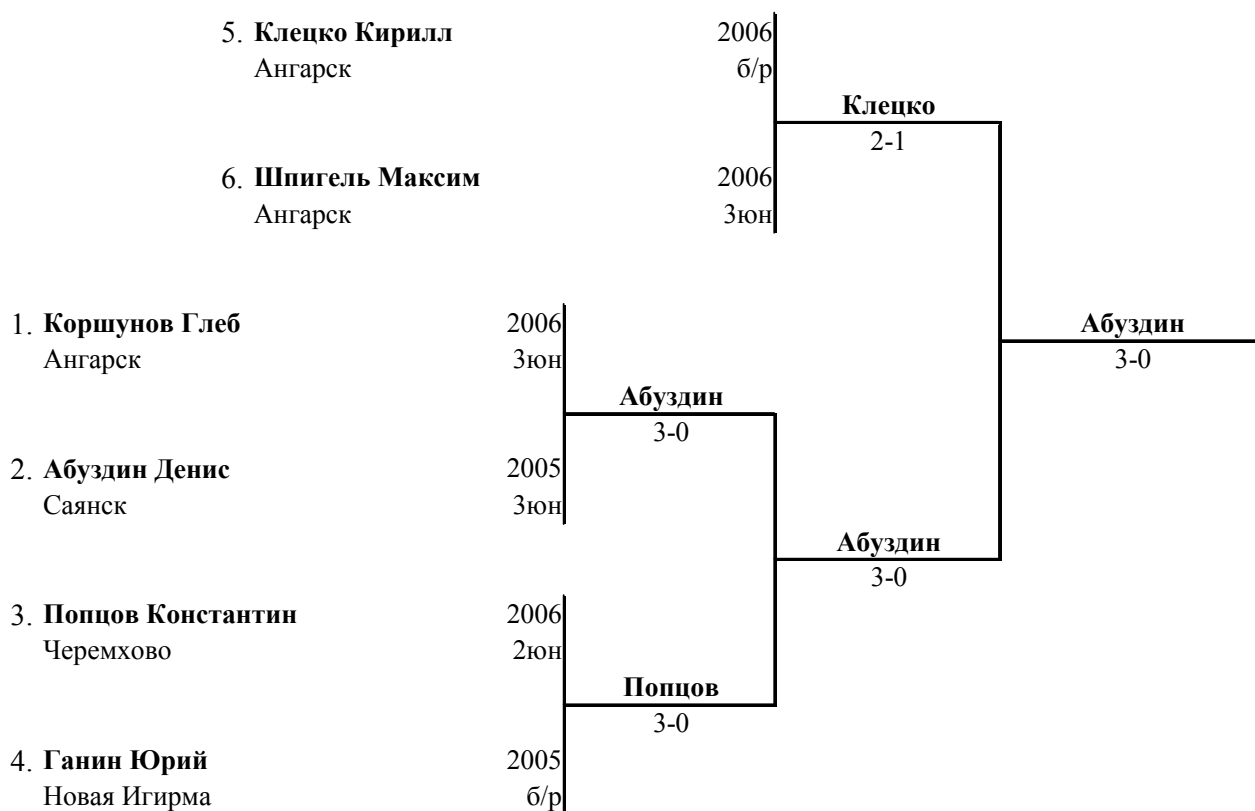 5. Клецко Кирилл 2006
Ангарск б/р
Клецко
2-1
6. Шпигель Максим 2006
Ангарск 3юн
1. Коршунов Глеб 2006
Ангарск 3юн
Абуздин
3-0
Абуздин
3-0
2. Абуздин Денис 2005
Саянск 3юн
Абуздин
3-0
3. Попцов Константин 2006
Черемхово 2юн
Попцов
3-0
4. Ганин Юрий 2005
Новая Игирма б/р